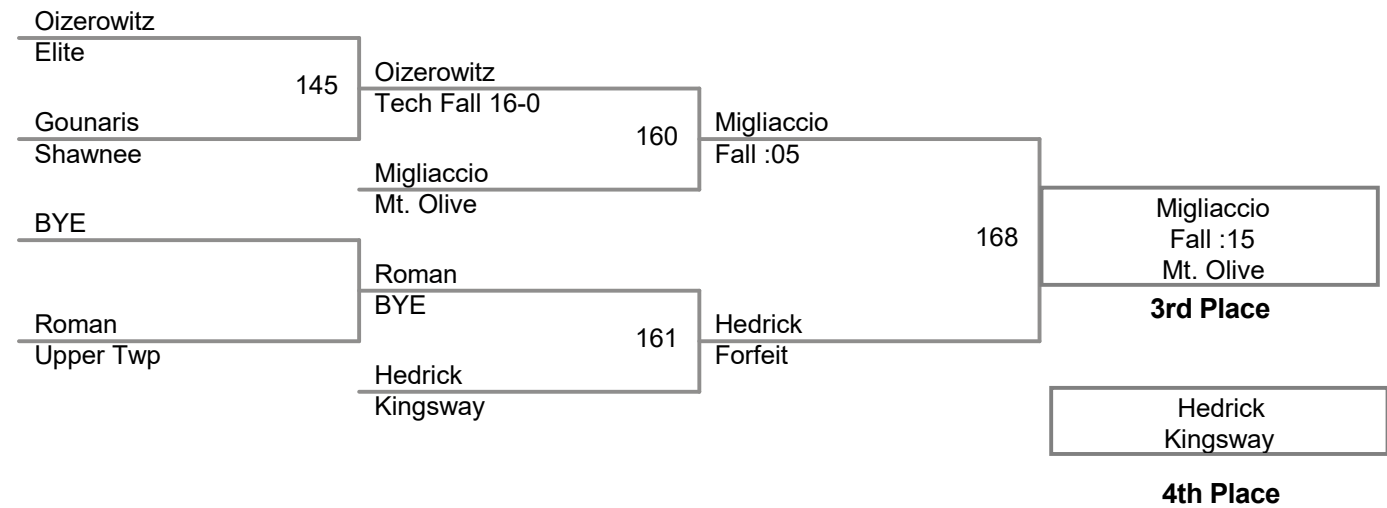 Oizerowitz
Elite
145
Gounaris
Shawnee
BYE
Roman
Upper Twp
Oizerowitz
Tech Fall 16-0
160
Migliaccio
Mt. Olive
Roman
BYE
161
Hedrick
Kingsway
Migliaccio
Fall :05
168
Hedrick
Forfeit
Migliaccio
Fall :15
Mt. Olive
3rd Place
Hedrick
Kingsway
4th Place